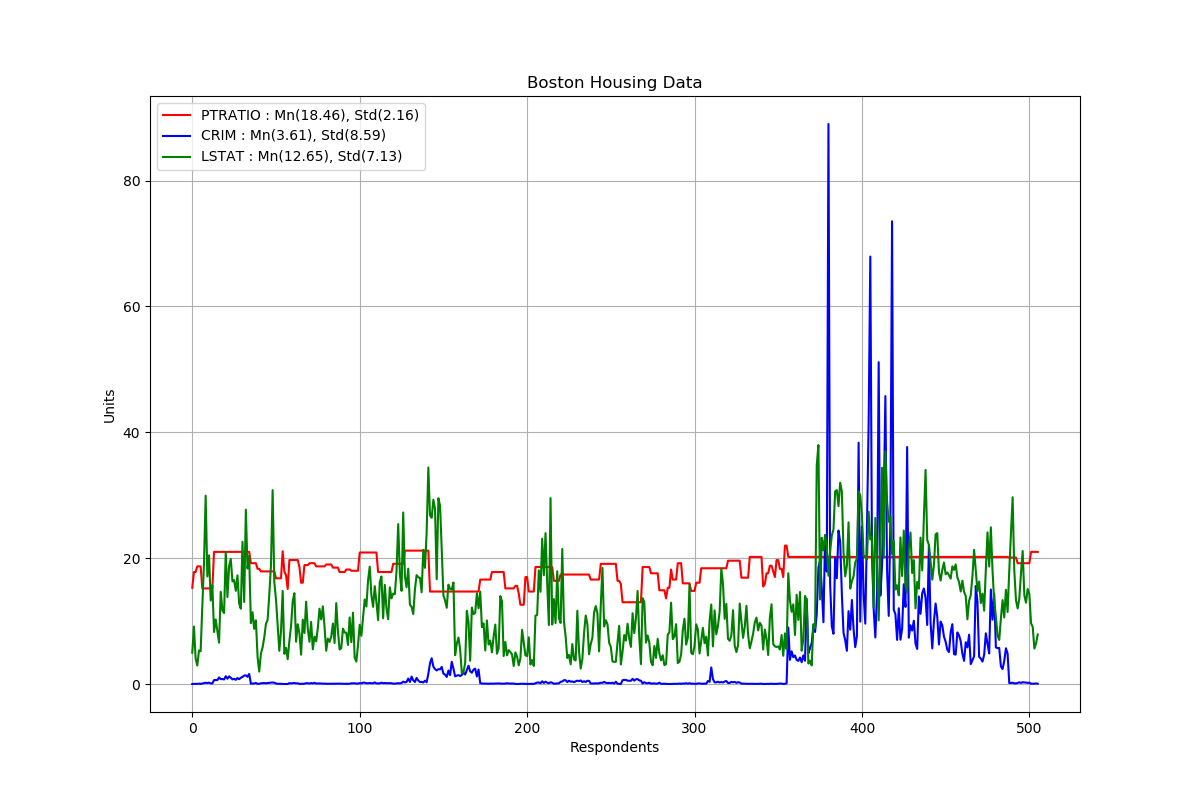 Boston Housing Data
PTRATIO : Mn(18.46), Std(2.16)
CRIM : Mn(3.61), Std(8.59)
LSTAT : Mn(12.65), Std(7.13)
80
60
40
20
0
Units
0 100 200 300 400 500
Respondents